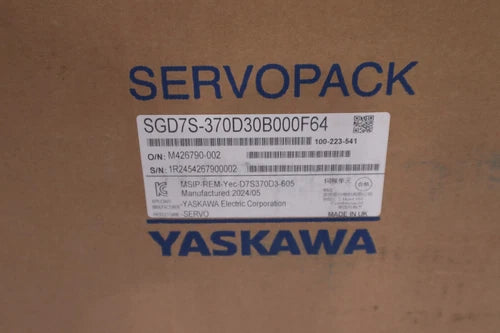 SERVOPACK
SGD7S-370D30B000F64
100-223-541
O/N: M426790-002
S/N: 1R2454267900002
MSIP-REM-Yec-D7S370D3-605
Manufactured 2024/05
YASKAWA Electric Corporation
SERVO
MADE IN UK
YASKAWA